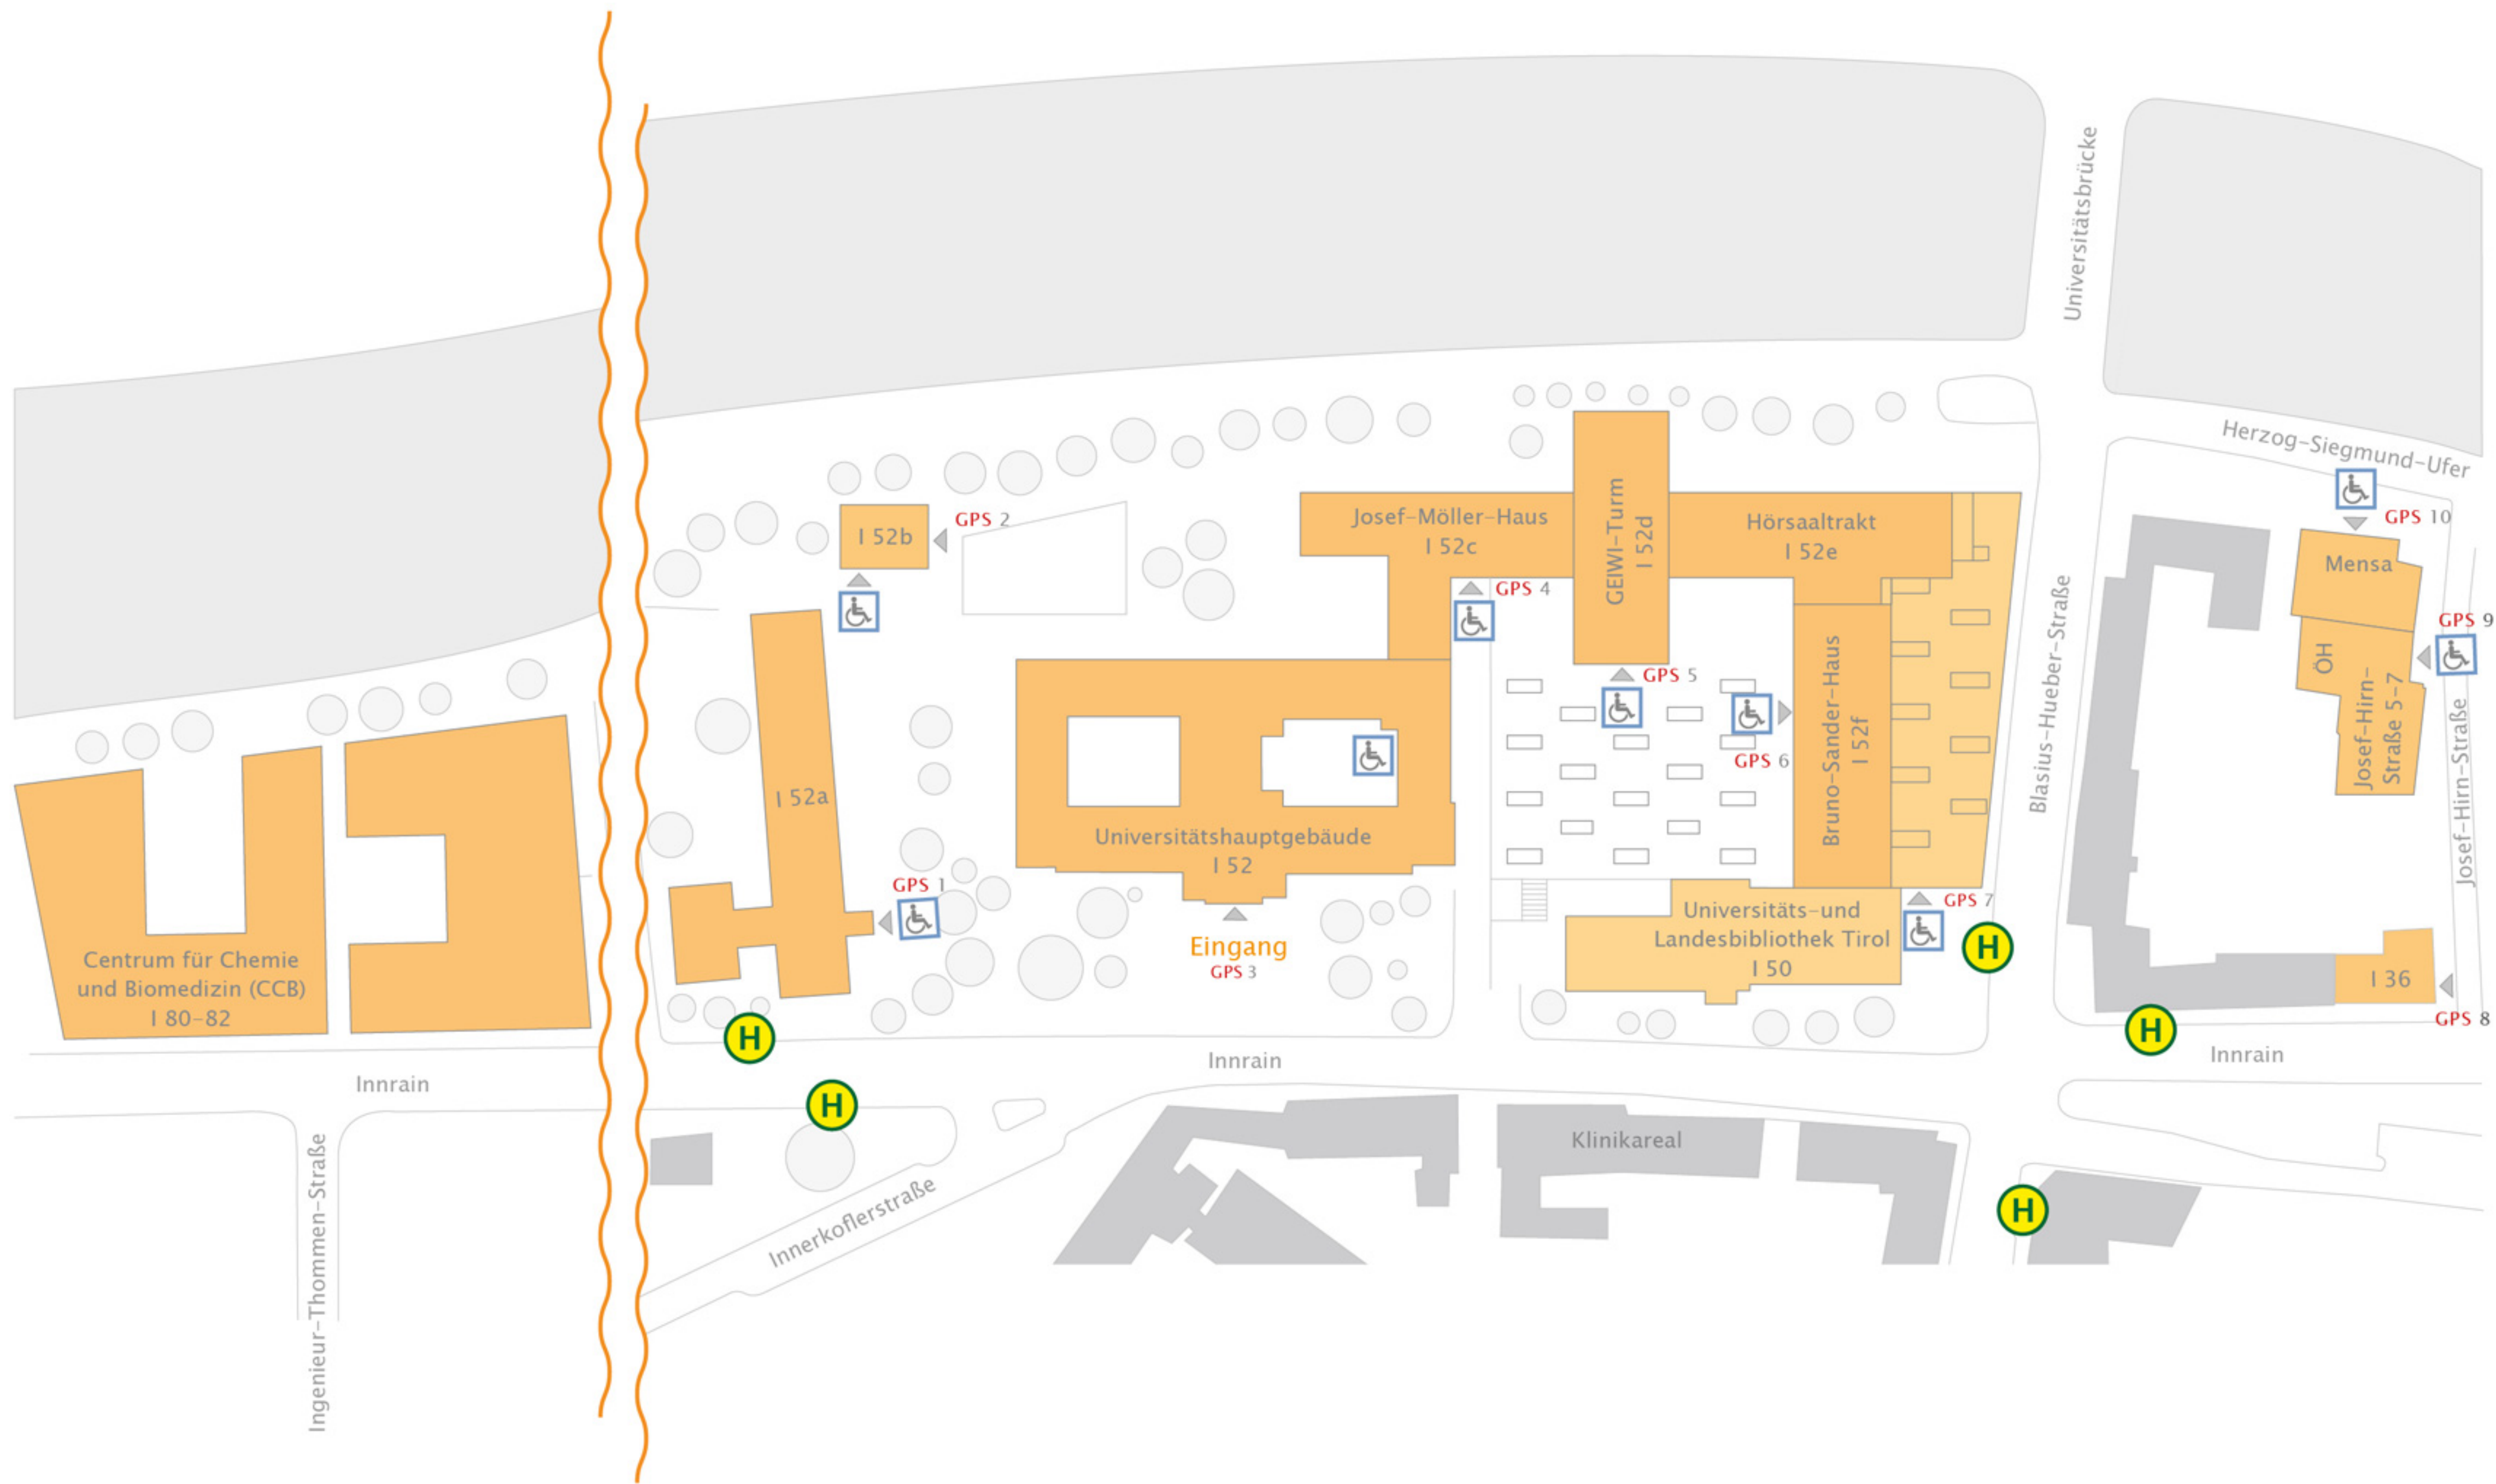 Universitätsbrücke
Herzog-Siegmund-Ufer
GPS 10
Mensa
GPS 9
ÖH
Josef-Hirn-
Straße 5-7
Josef-Hirn-Straße
Blasius-Hueber-Straße
I 52b
GPS 2
Josef-Möller-Haus
I 52c
GEIWI-Turm
I 52d
Hörsaaltrakt
I 52e
GPS 4
GPS 5
GPS 6
Bruno-Sander-Haus
I 52f
I 52a
GPS 1
Universitätshauptgebäude
I 52
Eingang
GPS 3
Universitäts-und
Landesbibliothek Tirol
I 50
GPS 7
H
I 36
GPS 8
H
Centrum für Chemie
und Biomedizin (CCB)
I 80-82
H
H
Innrain
Innrain
Innrain
Ingenieur-Thommen-Straße
Innerkoflerstraße
Klinikareal
H